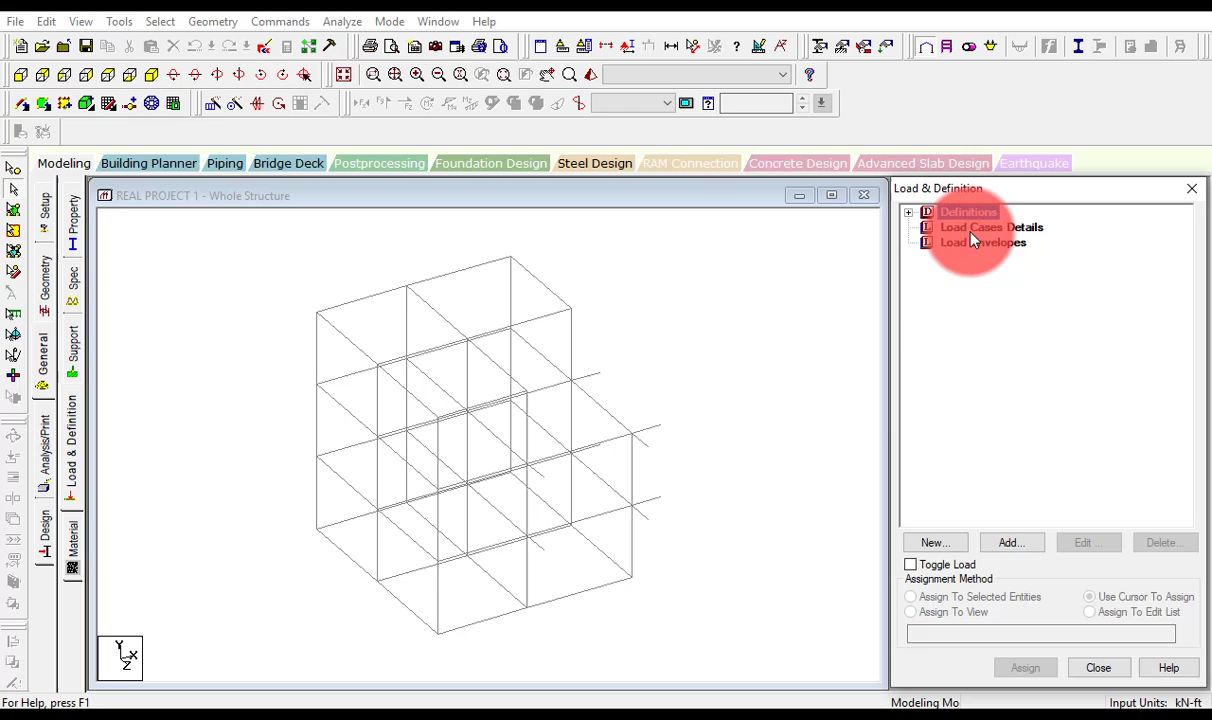 File Edit View Tools Select Geometry Commands Analyze Mode Window Help
Modeling Building Planner Piping Bridge Deck Postprocessing Foundation Design Steel Design RAM Connection Concrete Design Advanced Slab Design Earthquake
Setup
Geometry
General
Analysis/Print
Design
Property
Spec
Support
Load & Definition
Material
REAL PROJECT 1 - Whole Structure
Y
X
Z
Load & Definition
D Definitions
L Load Cases Details
L Load Envelopes
New... Add... Edit ... Delete...
Toggle Load
Assignment Method
Assign To Selected Entities Use Cursor To Assign
Assign To View Assign To Edit List
Assign Close Help
For Help, press F1 Modeling Mo Input Units: kN-ft